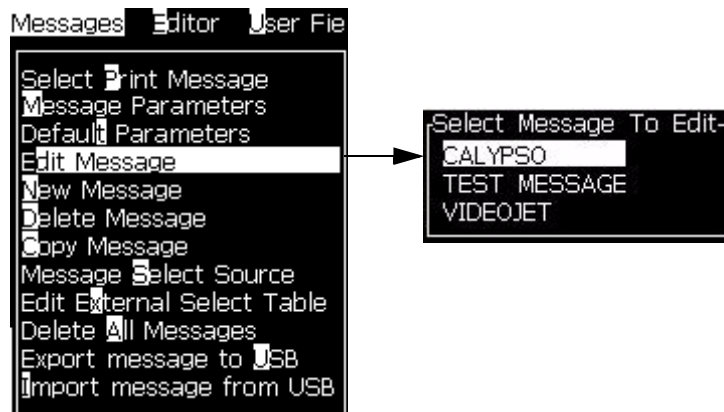 Messages Editor User Fie
Select Print Message
Message Parameters
Default Parameters
Edit Message
New Message
Delete Message
Copy Message
Message Select Source
Edit External Select Table
Delete All Messages
Export message to USB
Import message from USB
Select Message To Edit
CALYPSO
TEST MESSAGE
VIDEOJET